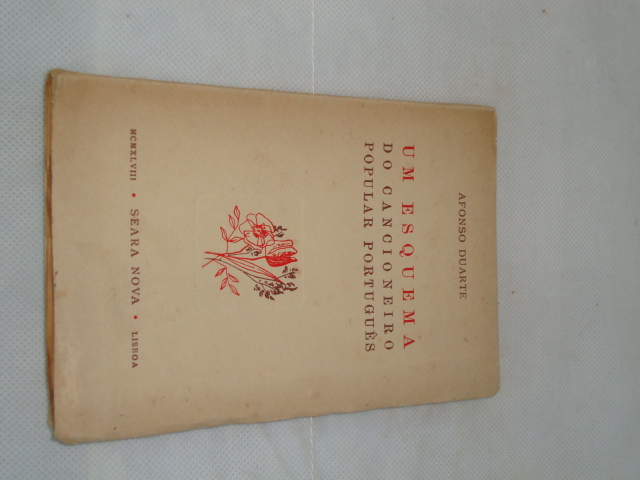 AFONSO DUARTE
UM ESQUEMA
DO CANCIONEIRO
POPULAR PORTUGUÊS
MCMXLVIII • SEARA NOVA • LISBOA